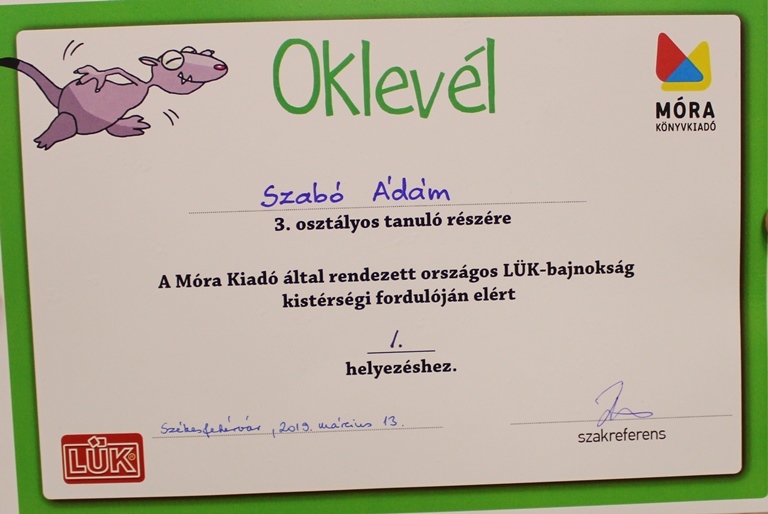 Oklevél
MÓRA
KÖNYVKIADÓ
Szabó Ádám
3. osztályos tanuló részére
A Móra Kiadó által rendezett országos LÜK-bajnokság
kistérségi fordulóján elért
1.
helyezéshez.
Székesfehérvár, 2019. március 13.
szakreferens
LÜK